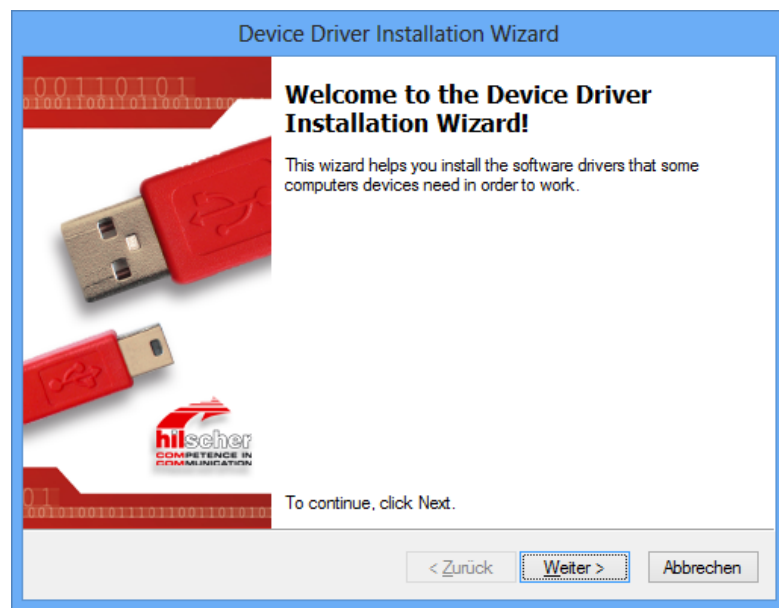 Device Driver Installation Wizard
00110101
Welcome to the Device Driver
Installation Wizard!
This wizard helps you install the software drivers that some
computers devices need in order to work.
hilscher
COMPETENCE IN
COMMUNICATION
01
To continue, click Next.
< Zurück
Weiter >
Abbrechen